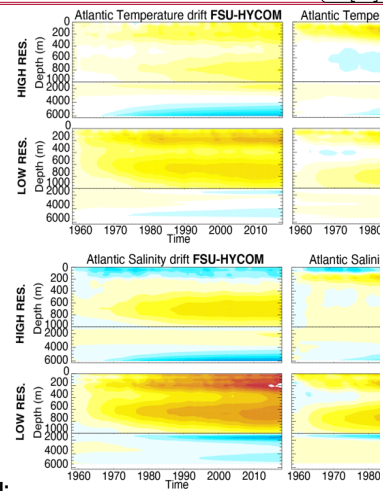 Atlantic Temperature drift FSU-HYCOM
Atlantic Tempe
HIGH RES.
Depth (m)
0
200
400
600
800
1000
2000
4000
6000
LOW RES.
Depth (m)
0
200
400
600
800
1000
2000
4000
6000
1960 1970 1980 1990 2000 2010
1960 1970 1980
Time
Atlantic Salinity drift FSU-HYCOM
Atlantic Salini
HIGH RES.
Depth (m)
0
200
400
600
800
1000
2000
4000
6000
LOW RES.
Depth (m)
0
200
400
600
800
1000
2000
4000
6000
1960 1970 1980 1990 2000 2010
1960 1970 1980
Time